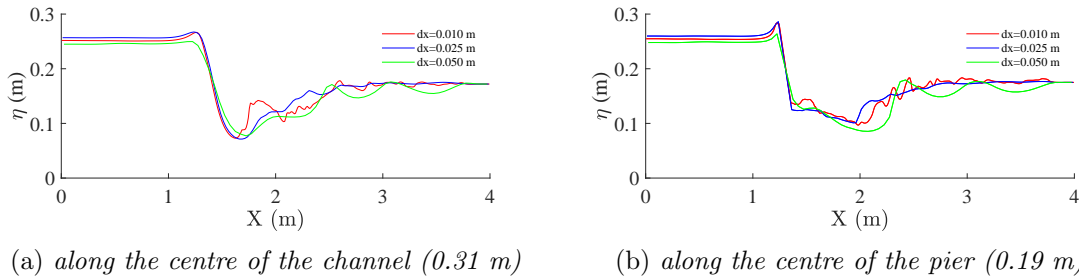 0.3
0.2
0.1
0
η (m)
dx=0.010 m
dx=0.025 m
dx=0.050 m
0 1 2 3 4
X (m)
(a) along the centre of the channel (0.31 m)
0.3
0.2
0.1
0
η (m)
dx=0.010 m
dx=0.025 m
dx=0.050 m
0 1 2 3 4
X (m)
(b) along the centre of the pier (0.19 m